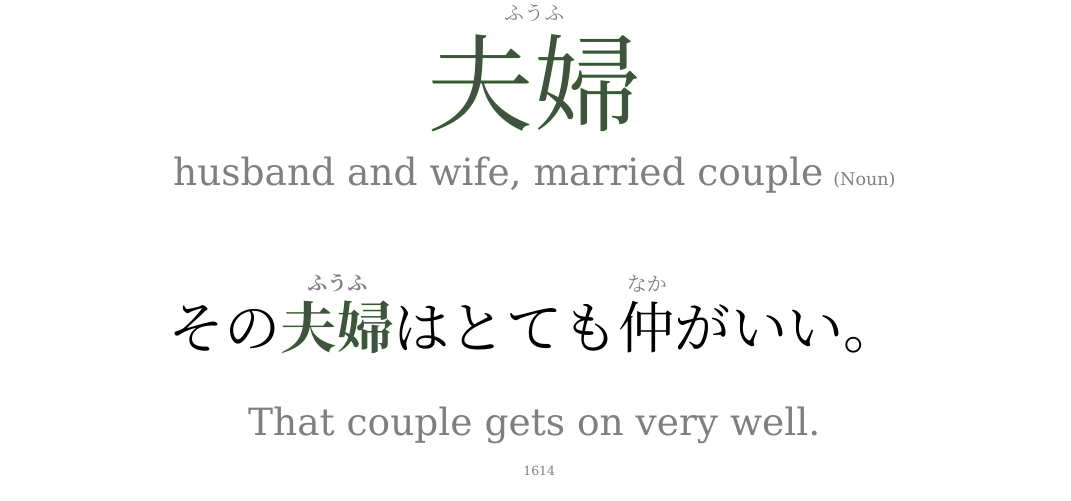 ふうふ
夫婦
husband and wife, married couple (Noun)
ふうふ なか
その夫婦はとても仲がいい。
That couple gets on very well.
1614